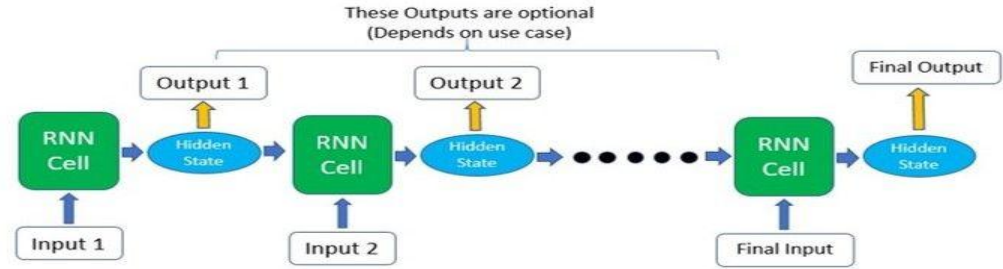 These Outputs are optional
(Depends on use case)
Output 1
Output 2
Final Output
RNN
Cell
Hidden
State
RNN
Cell
Hidden
State
RNN
Cell
Hidden
State
Input 1
Input 2
Final Input